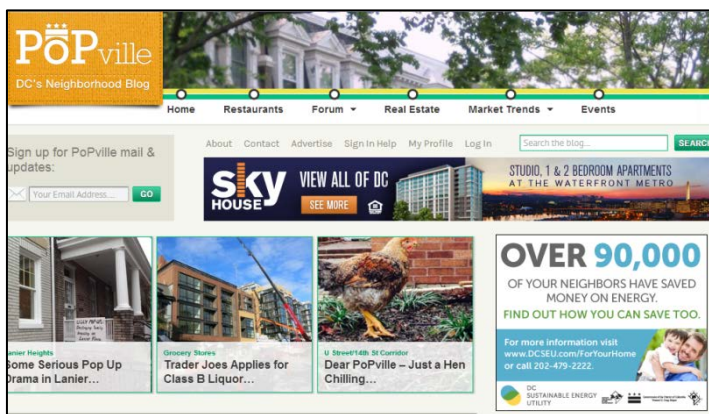 PoPville
DC's Neighborhood Blog
Home Restaurants Forum Real Estate Market Trends Events
About Contact Advertise Sign In Help My Profile Log In Search the blog... SEARC
Sign up for PoPville mail &
updates:
Your Email Address.... GO
sky
HOUSE
VIEW ALL OF DC
SEE MORE
STUDIO, 1 & 2 BEDROOM APARTMENTS
AT THE WATERFRONT METRO
anier Heights
Some Serious Pop Up
Drama in Lanier...
Grocery Stores
Trader Joes Applies for
Class B Liquor...
U Street/14th St Corridor
Dear PoPville – Just a Hen
Chilling...
OVER 90,000
OF YOUR NEIGHBORS HAVE SAVED
MONEY ON ENERGY.
FIND OUT HOW YOU CAN SAVE TOO.
For more information visit
www.DCSEU.com/ForYourHome
or call 202-479-2222.
DC
SUSTAINABLE ENERGY
UTILITY